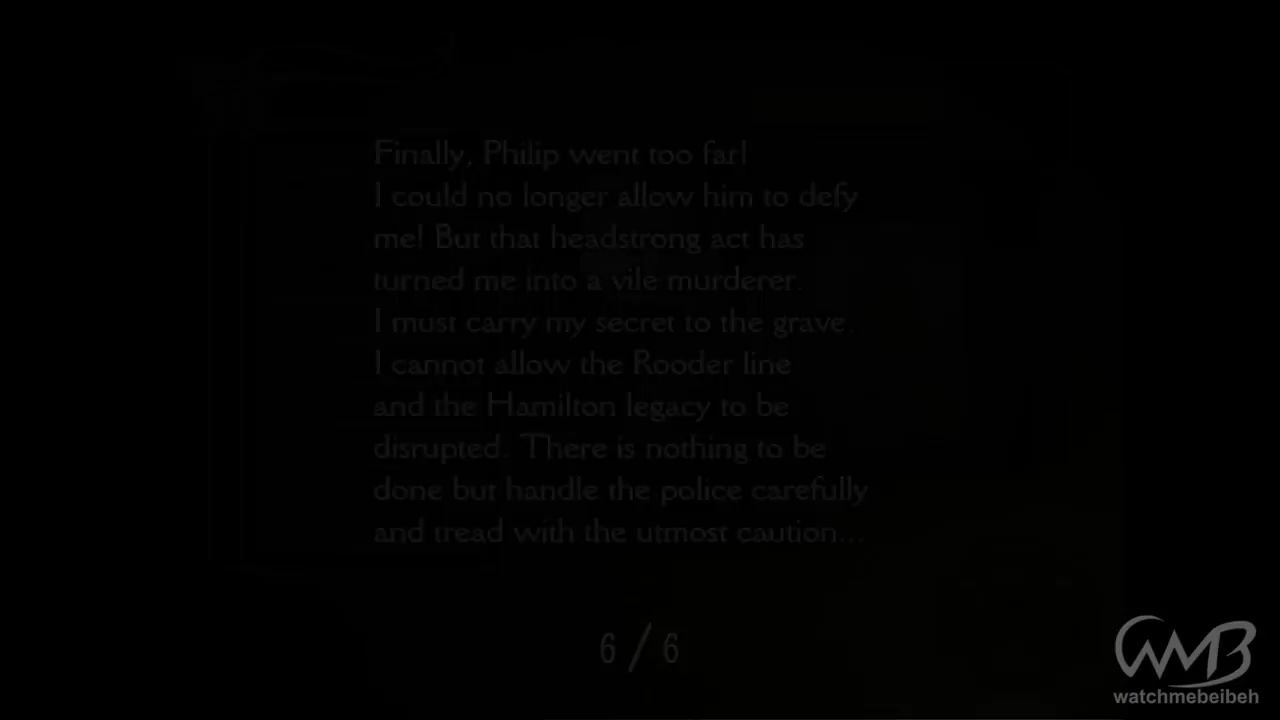 Finally, Philip went too far!
I could no longer allow him to defy
me! But that headstrong act has
turned me into a vile murderer.
I must carry my secret to the grave.
I cannot allow the Rooder line
and the Hamilton legacy to be
disrupted. There is nothing to be
done but handle the police carefully
and tread with the utmost caution...
6 / 6
WMB
watchmebeibeh